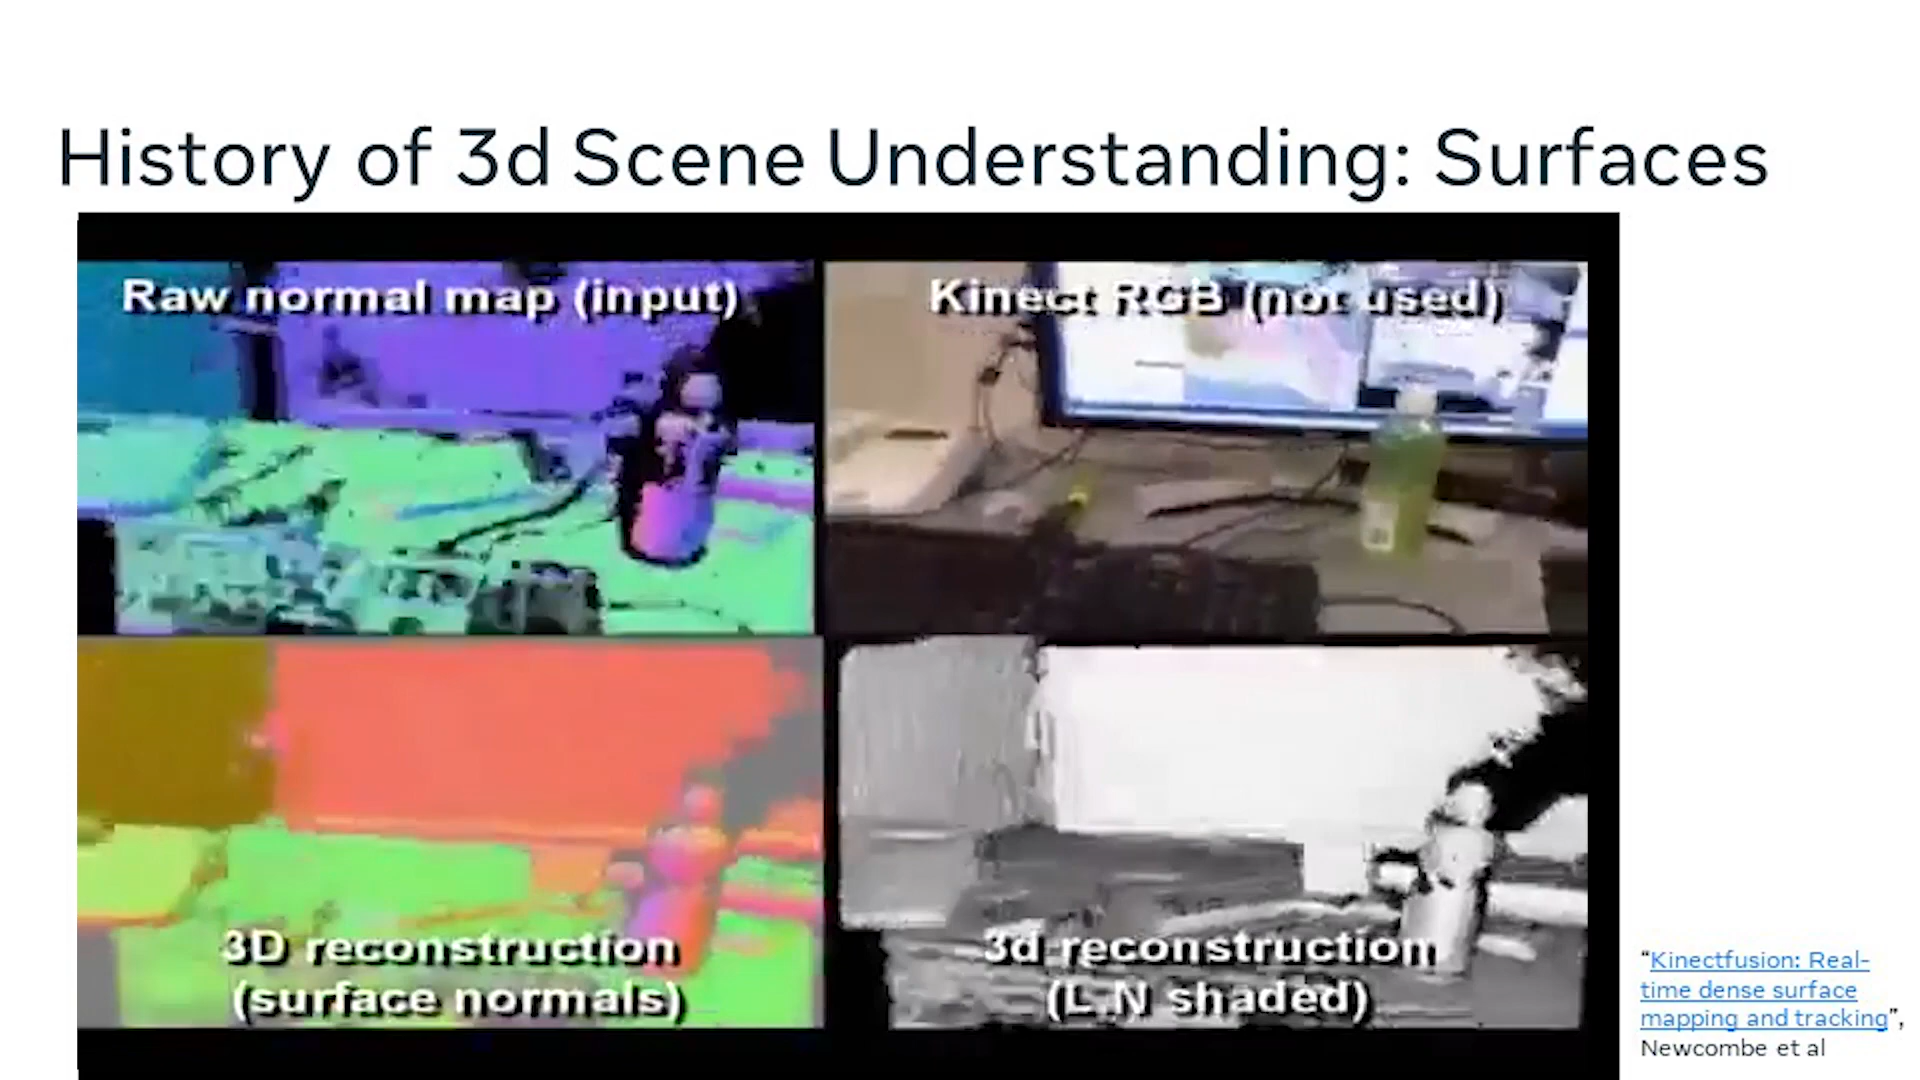 History of 3d Scene Understanding: Surfaces
Raw normal map (input)
Kinect RGB (not used)
3D reconstruction
(surface normals)
3d reconstruction
(L.N shaded)
“Kinectfusion: Real-
time dense surface
mapping and tracking”,
Newcombe et al